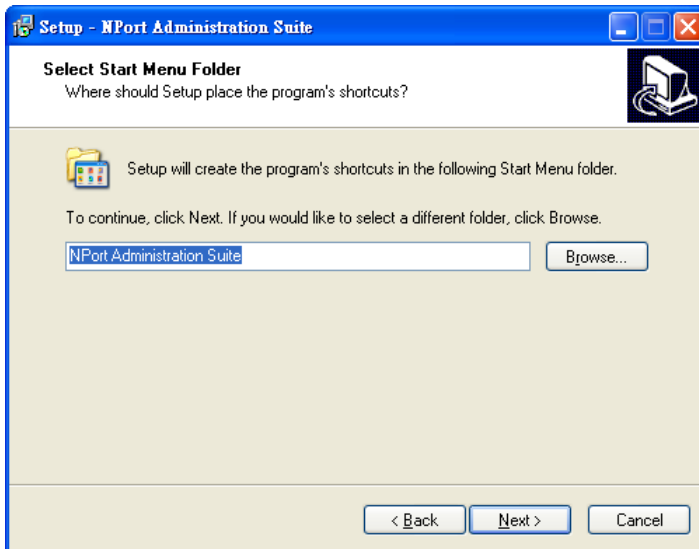 Setup - NPort Administration Suite
Select Start Menu Folder
Where should Setup place the program's shortcuts?
Setup will create the program's shortcuts in the following Start Menu folder.
To continue, click Next. If you would like to select a different folder, click Browse.
NPort Administration Suite
Browse...
< Back
Next >
Cancel